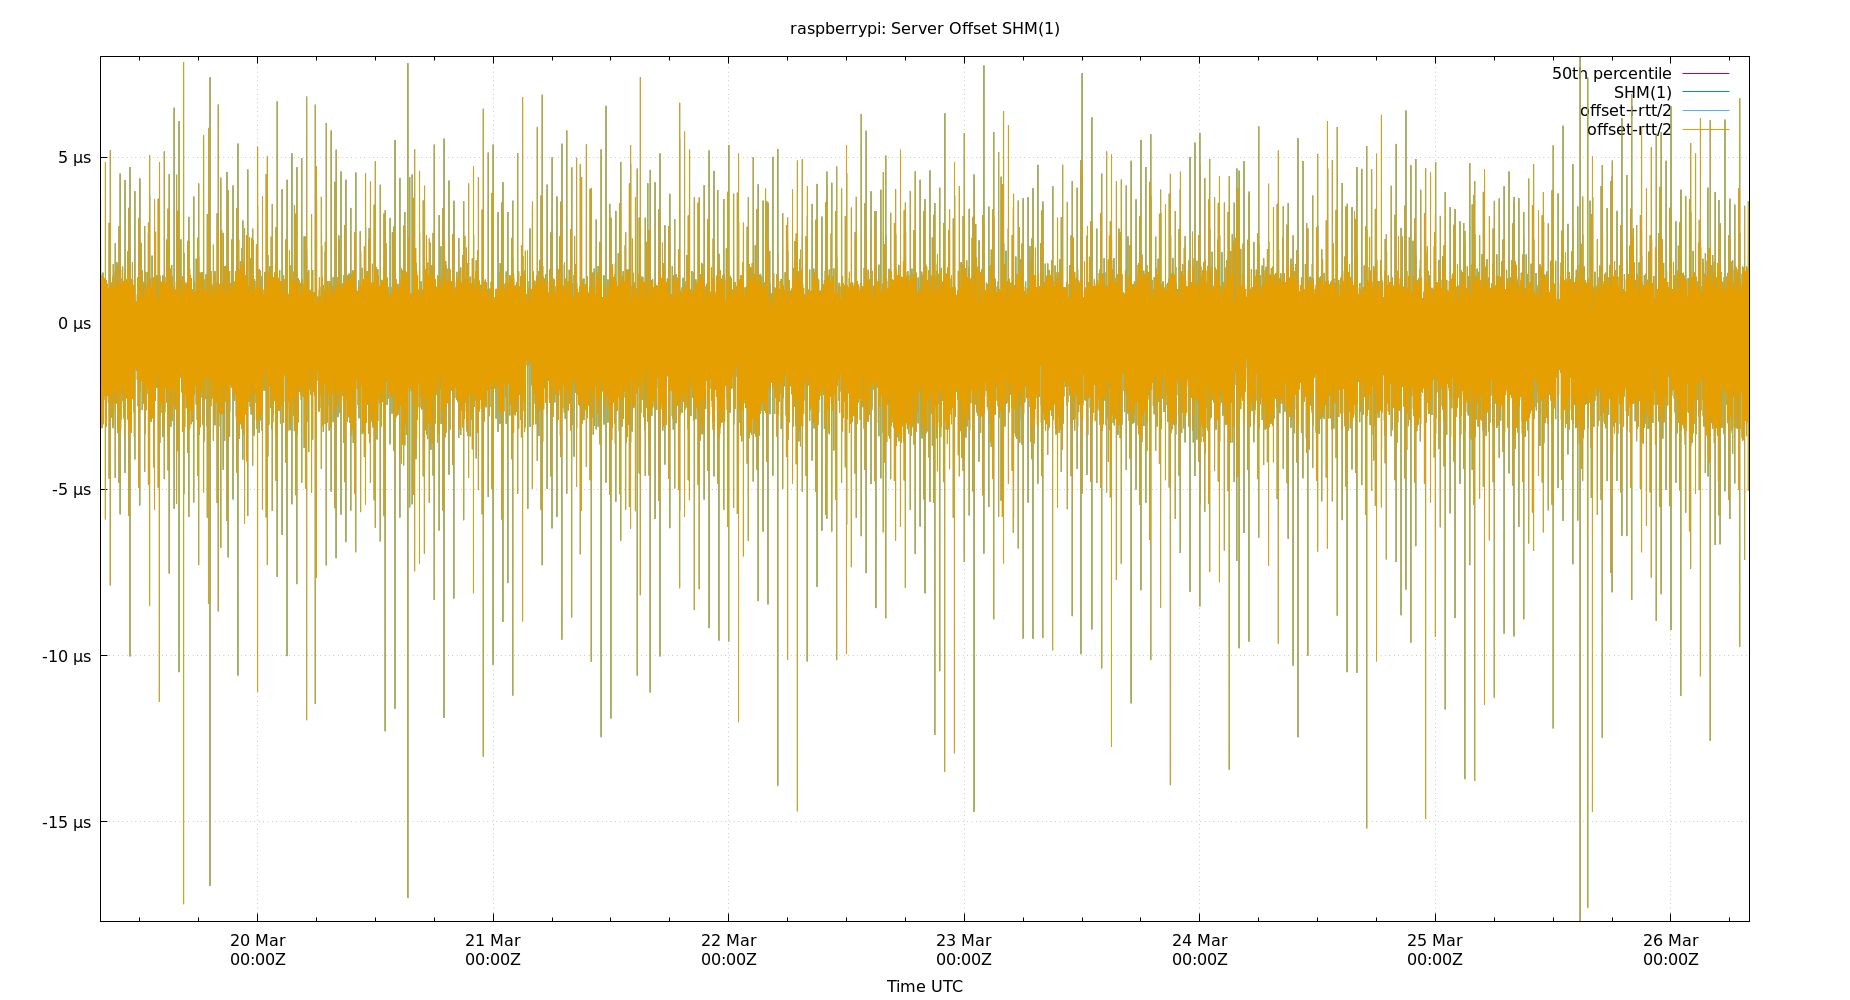 raspberrypi: Server Offset SHM(1)
50th percentile
SHM(1)
offset+rtt/2
offset-rtt/2
5 µs
0 µs
-5 µs
-10 µs
-15 µs
20 Mar
00:00Z
21 Mar
00:00Z
22 Mar
00:00Z
23 Mar
00:00Z
24 Mar
00:00Z
25 Mar
00:00Z
26 Mar
00:00Z
Time UTC